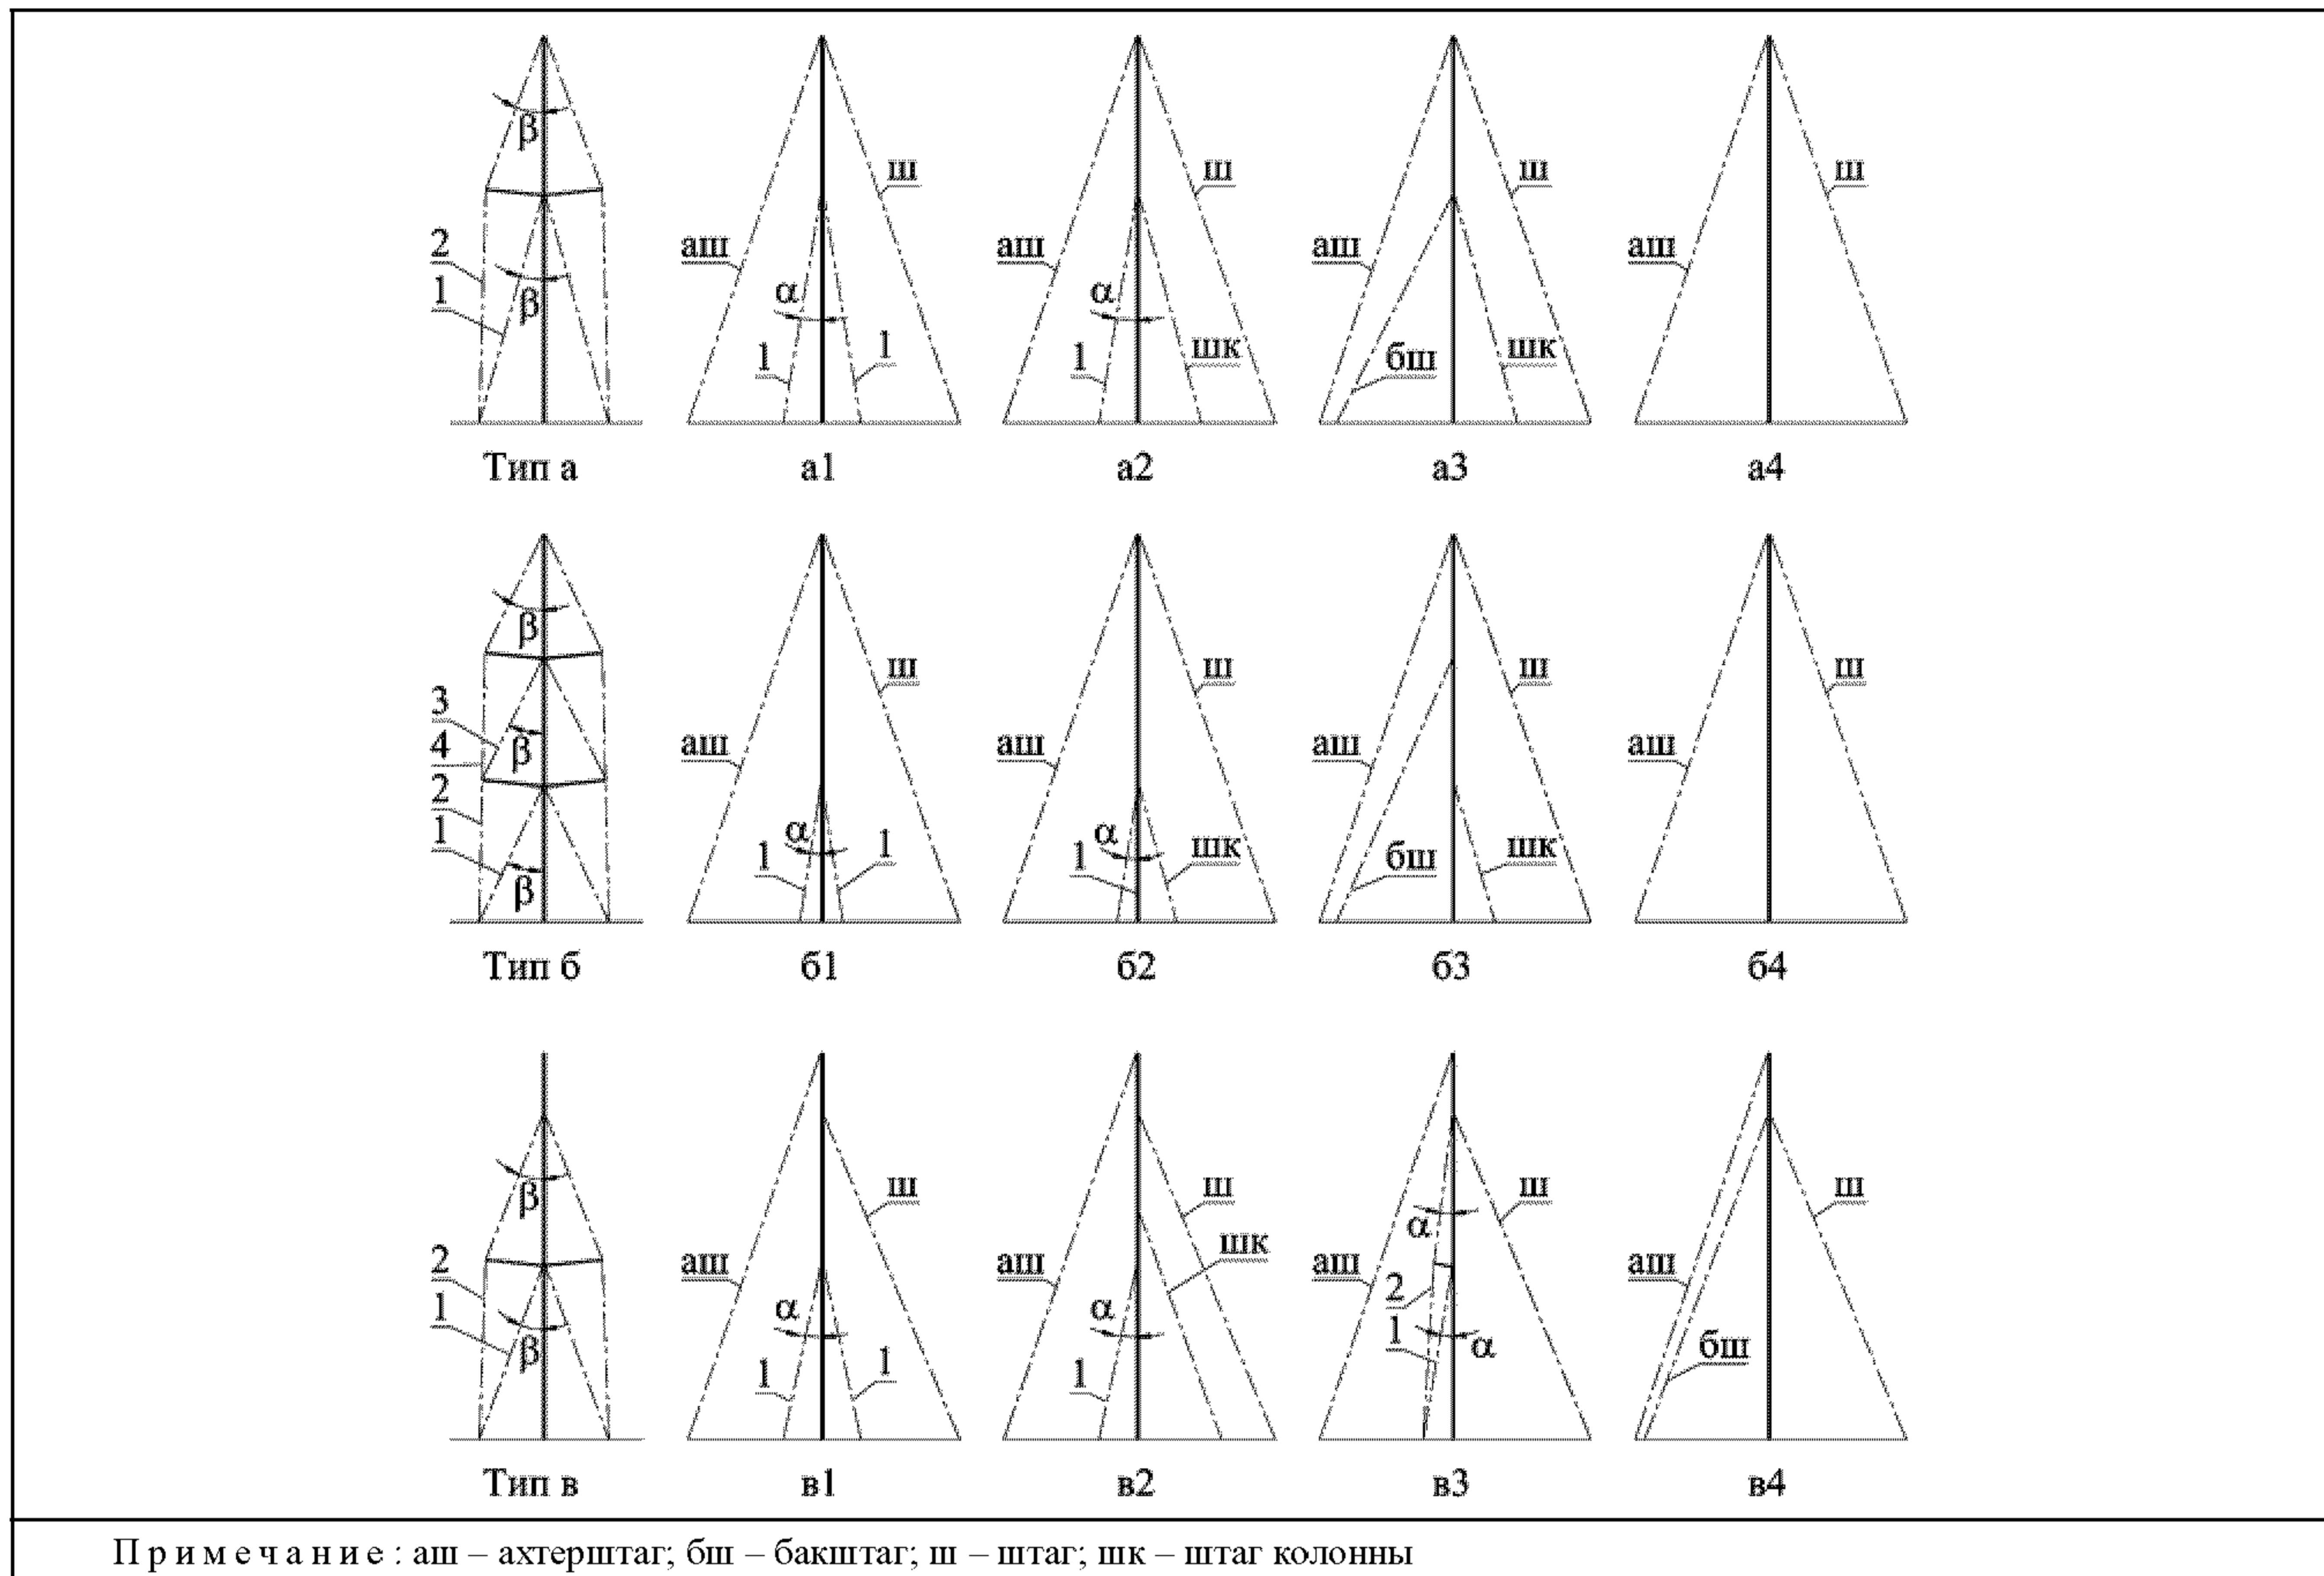 β
ш
ш
ш
ш
2
аш
аш
аш
аш
1
β
α
α
1
1
1
шк
бш
шк
Тип а
а1
а2
а3
а4
β
ш
ш
ш
ш
3
4
β
аш
аш
аш
аш
2
1
β
α
α
1
1
1
шк
бш
шк
Тип б
б1
б2
б3
б4
β
ш
ш
ш
ш
шк
α
2
аш
аш
аш
2
аш
1
β
α
α
1
α
1
1
1
бш
Тип в
в1
в2
в3
в4
Примечание: аш – ахтерштаг; бш – бакштаг; ш – штаг; шк – штаг колонны